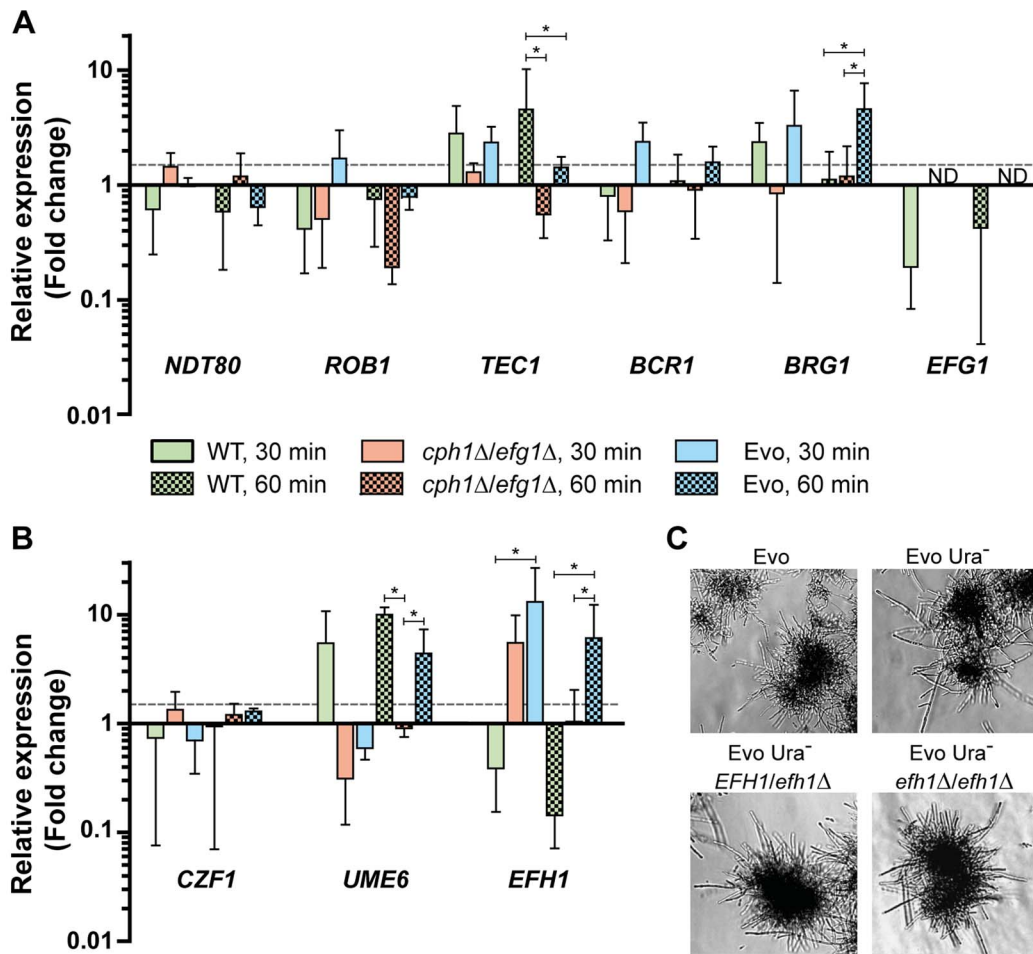 A
Relative expression
(Fold change)
10
1
0.1
0.01
* * * *
ND ND
NDT80 ROB1 TEC1 BCR1 BRG1 EFG1
WT, 30 min cph1Δ/efg1Δ, 30 min Evo, 30 min
WT, 60 min cph1Δ/efg1Δ, 60 min Evo, 60 min
B
Relative expression
(Fold change)
10
1
0.1
0.01
* * * * *
CZF1 UME6 EFH1
C
Evo Evo Ura⁻
Evo Ura⁻ Evo Ura⁻
EFH1/efh1Δ efh1Δ/efh1Δ